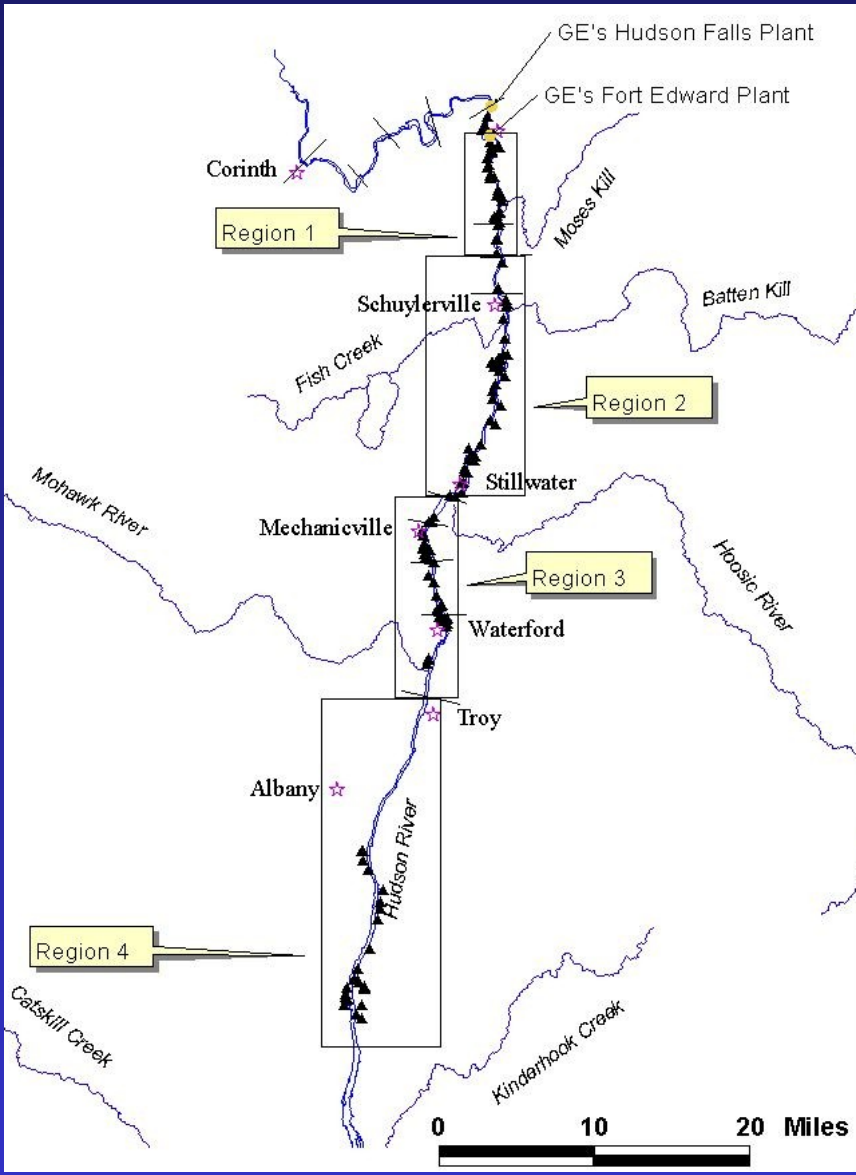 GE's Hudson Falls Plant
GE's Fort Edward Plant
Corinth
Moses Kill
Region 1
Batten Kill
Schuylerville
Fish Creek
Region 2
Mohawk River
Stillwater
Mechanicville
Hoosic River
Region 3
Waterford
Troy
Albany
Hudson River
Region 4
Catskill Creek
Kinderhook Creek
0 10 20 Miles